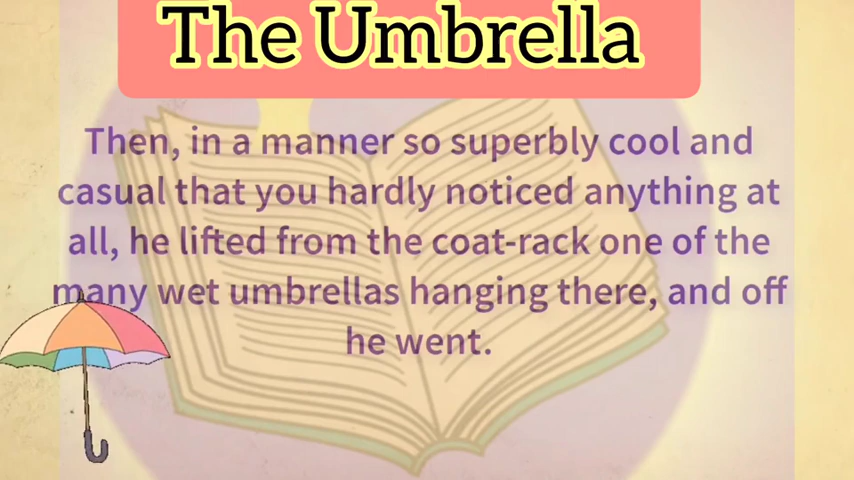 The Umbrella
Then, in a manner so superbly cool and
casual that you hardly noticed anything at
all, he lifted from the coat-rack one of the
many wet umbrellas hanging there, and off
he went.